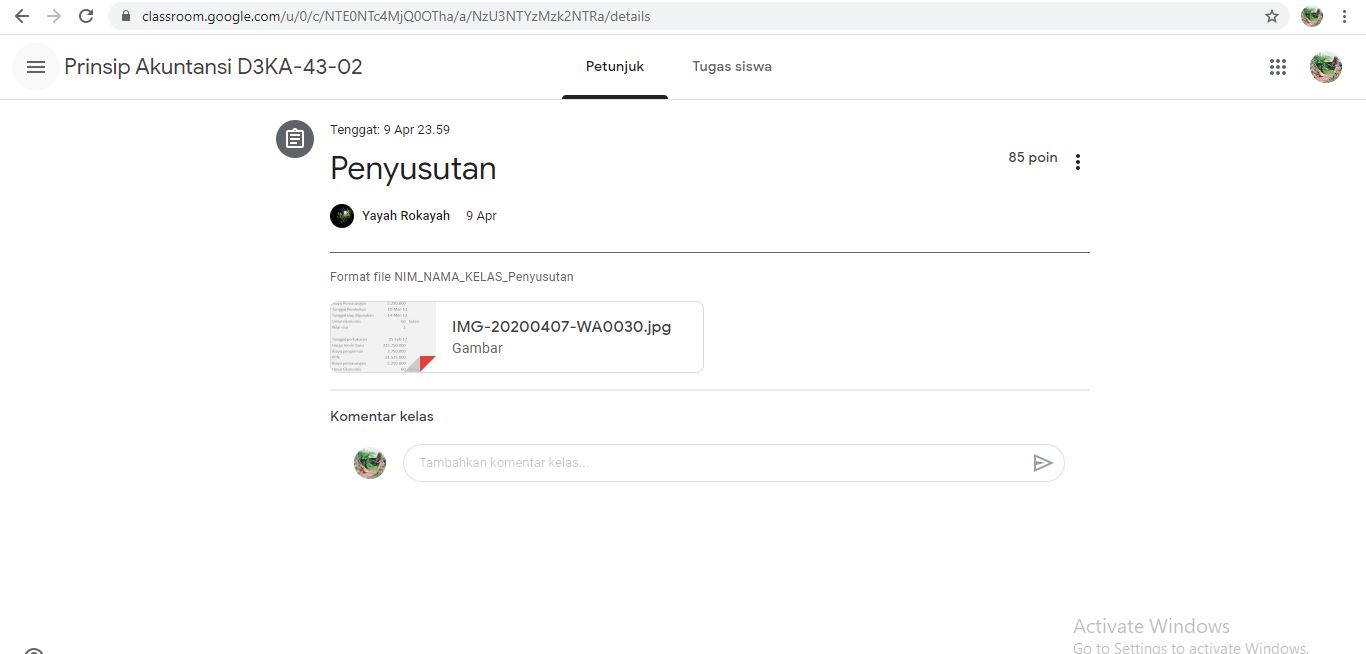 classroom.google.com/u/0/c/NTE0NTc4MjQ0OTha/a/NzU3NTYzMzk2NTRa/details
Prinsip Akuntansi D3KA-43-02
Petunjuk
Tugas siswa
Tenggat: 9 Apr 23.59
Penyusutan
85 poin
Yayah Rokayah 9 Apr
Format file NIM_NAMA_KELAS_Penyusutan
IMG-20200407-WA0030.jpg
Gambar
Komentar kelas
Tambahkan komentar kelas...
Activate Windows
Go to Settings to activate Windows.